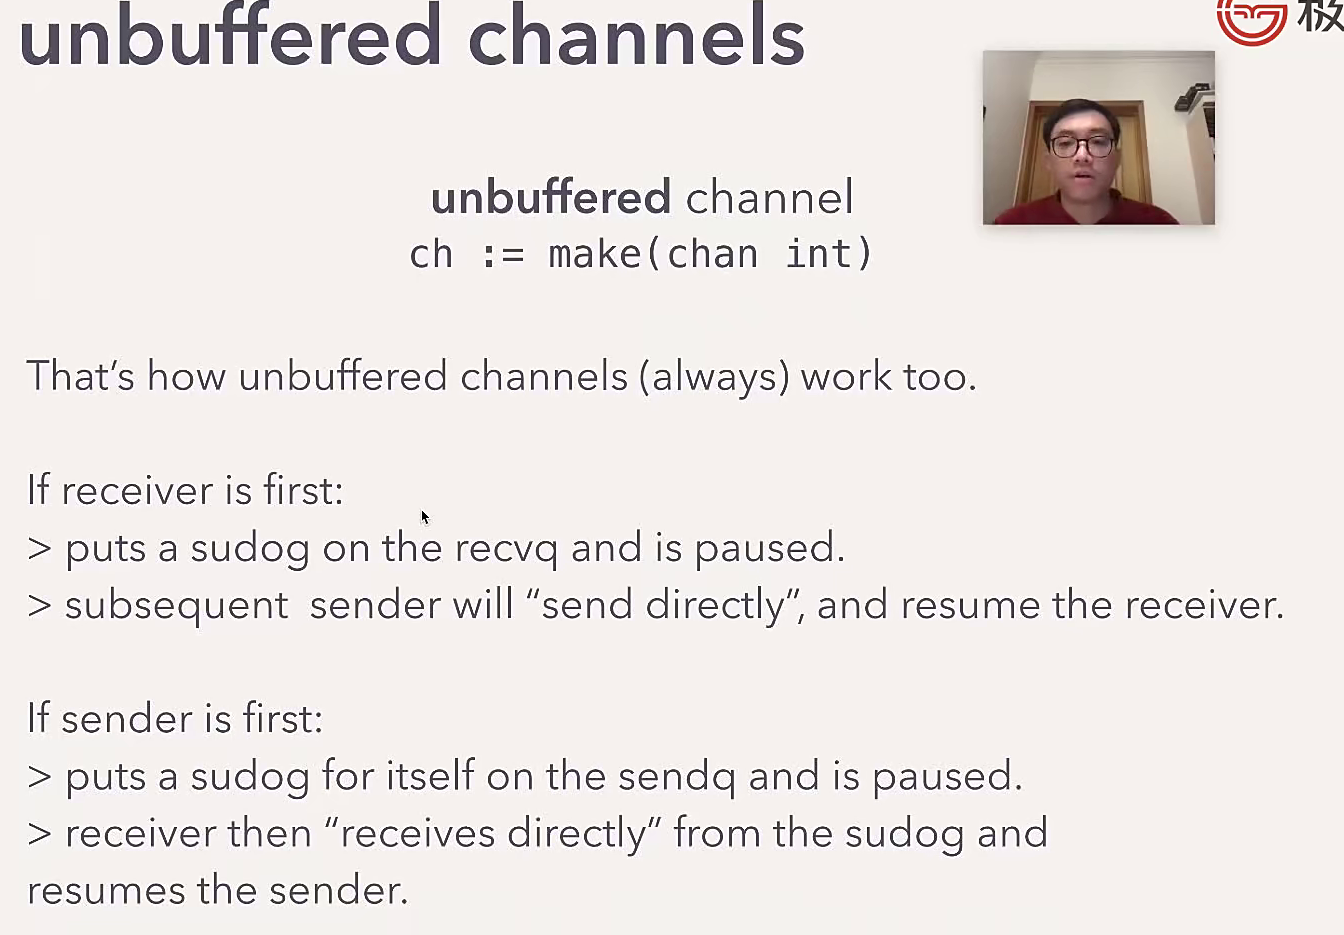 unbuffered channels
极
unbuffered channel
ch := make(chan int)
That’s how unbuffered channels (always) work too.
If receiver is first:
> puts a sudog on the recvq and is paused.
> subsequent  sender will “send directly”, and resume the receiver.
If sender is first:
> puts a sudog for itself on the sendq and is paused.
> receiver then “receives directly” from the sudog and
resumes the sender.